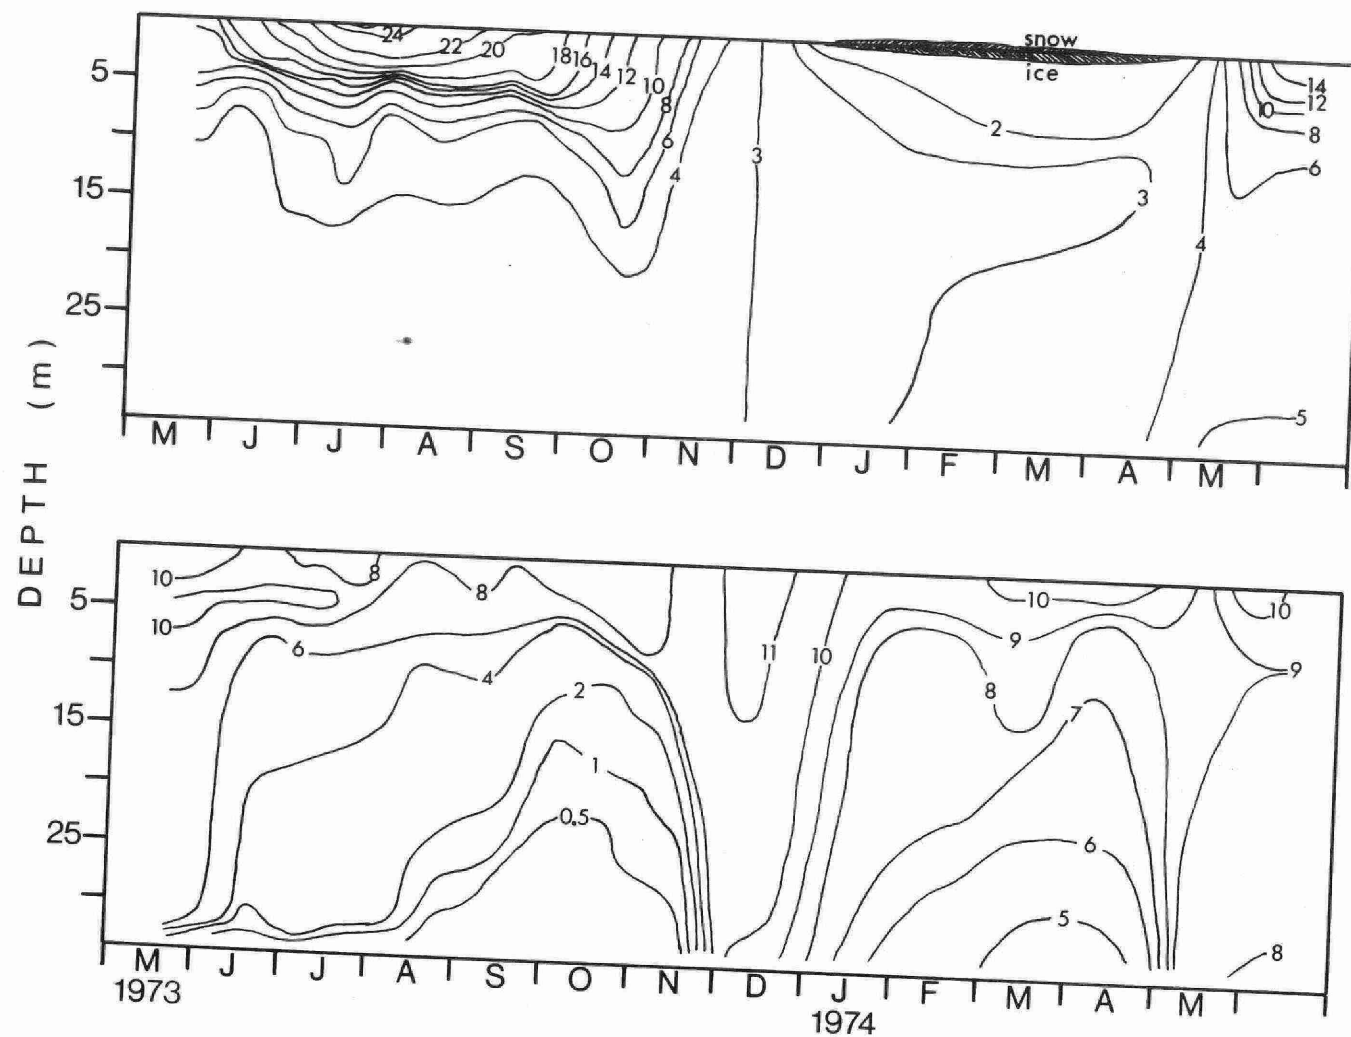 snow
ice
24 22 20 18 16 14 12 10 8 6 4 3 2 3 4 10 14 12 8 6 5
5
15
25
M J J A S O N D J F M A M
DEPTH (m)
10 10 8 8 6 4 2 1 0.5 11 10 10 9 8 7 6 5 10 9 8
5
15
25
M J J A S O N D J F M A M
1973
1974